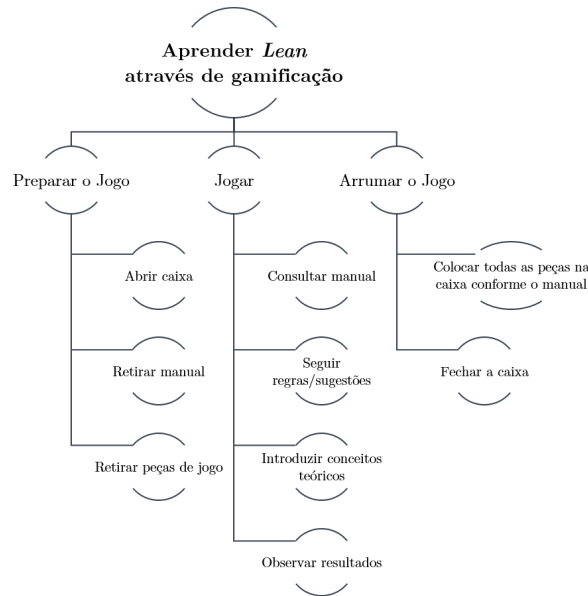 Aprender Lean
através de gamificação
Preparar o Jogo
Jogar
Arrumar o Jogo
Abrir caixa
Retirar manual
Retirar peças de jogo
Consultar manual
Seguir
regras/sugestões
Introduzir conceitos
teóricos
Observar resultados
Colocar todas as peças na
caixa conforme o manual
Fechar a caixa